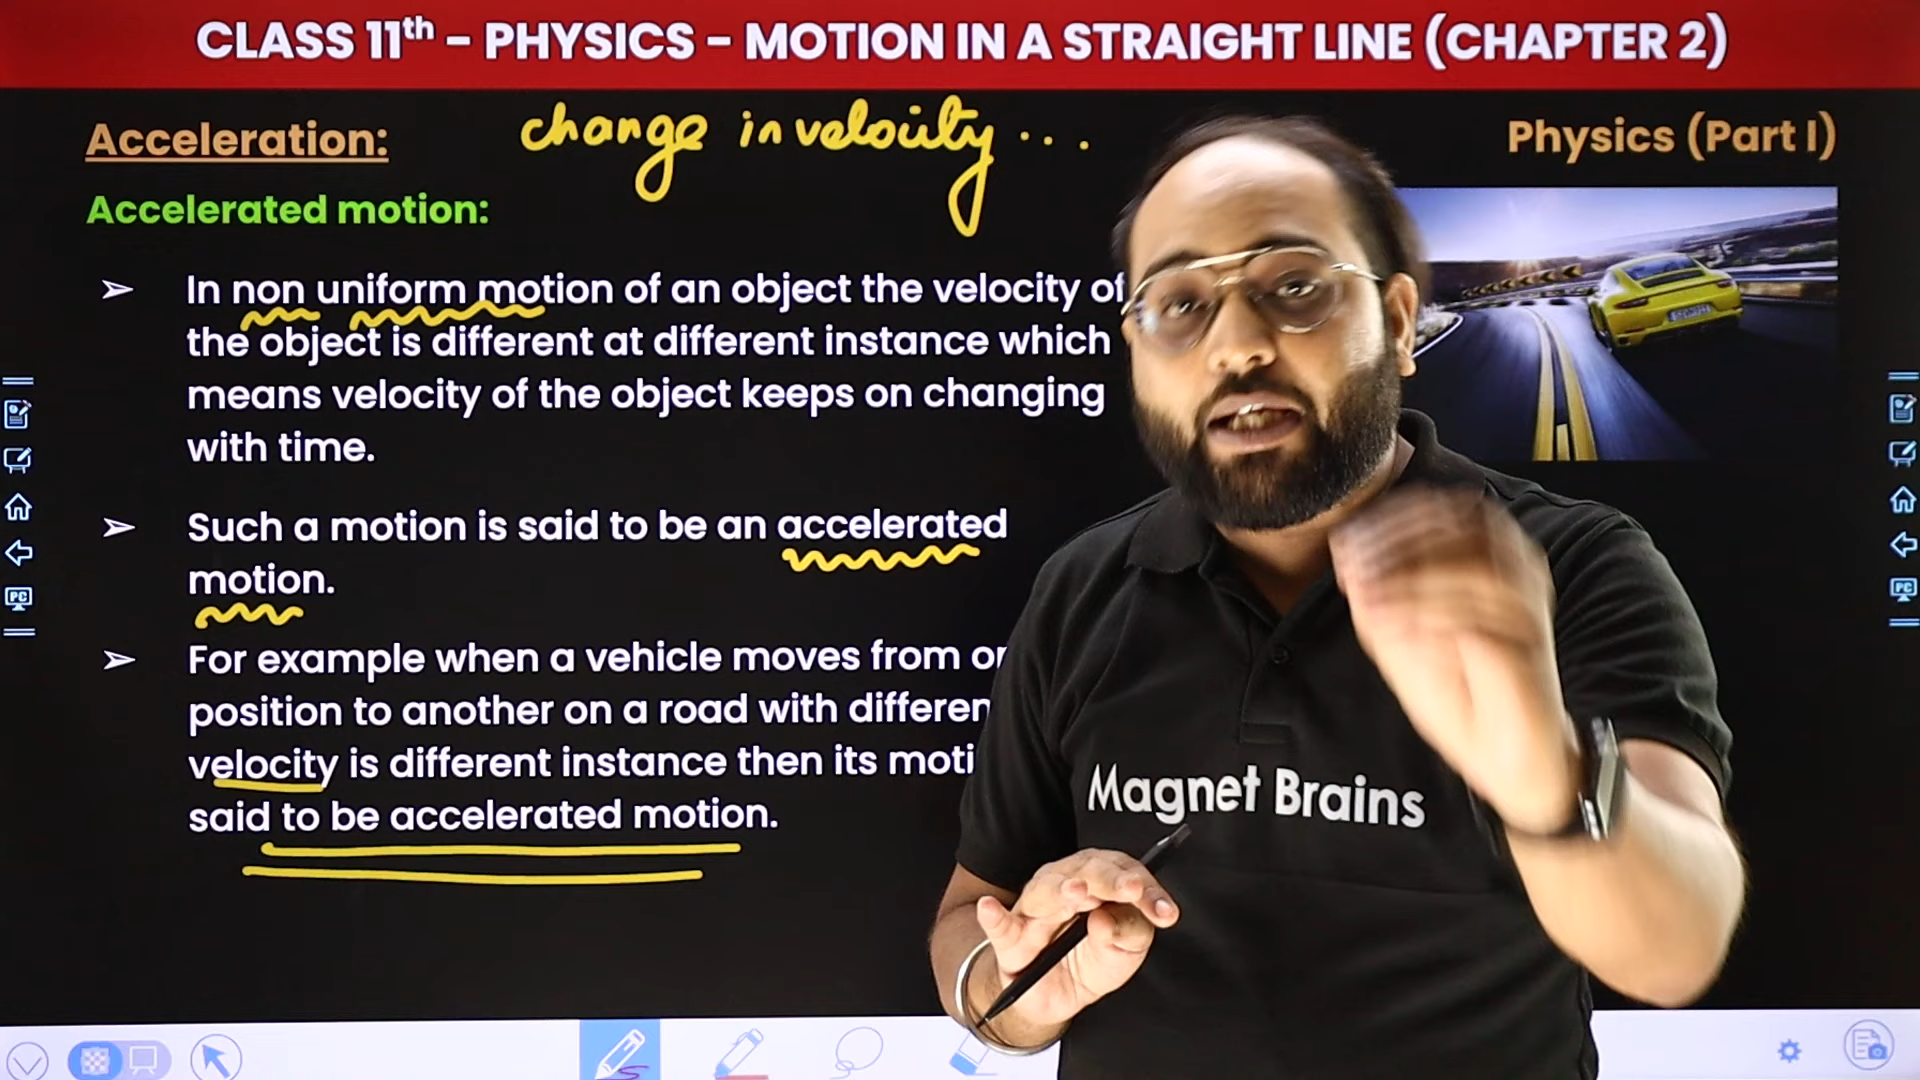 CLASS 11th - PHYSICS - MOTION IN A STRAIGHT LINE (CHAPTER 2)
Acceleration:
change in velocity ...
Physics (Part I)
Accelerated motion:
➢ In non uniform motion of an object the velocity of
the object is different at different instance which
means velocity of the object keeps on changing
with time.
➢ Such a motion is said to be an accelerated
motion.
➢ For example when a vehicle moves from
position to another on a road with
velocity is different instance then its
said to be accelerated motion.
Magnet Brains
PC
PC